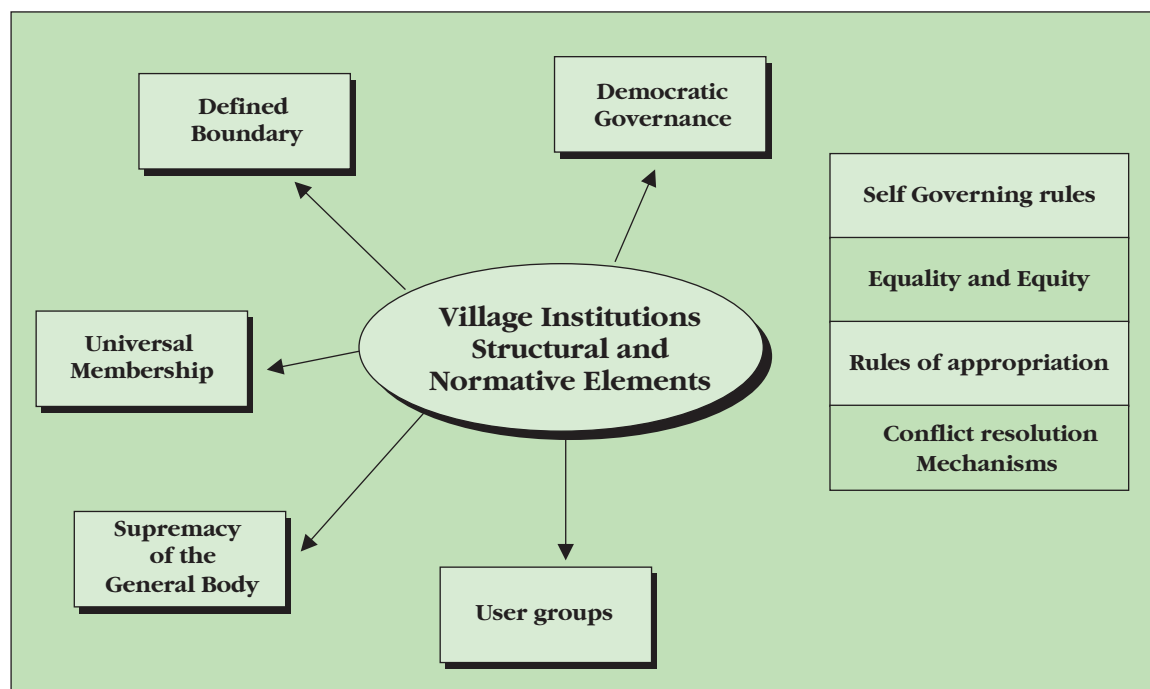 Defined
Boundary
Democratic
Governance
Self Governing rules
Equality and Equity
Village Institutions
Structural and
Normative Elements
Universal
Membership
Rules of appropriation
Conflict resolution
Mechanisms
Supremacy
of the
General Body
User groups